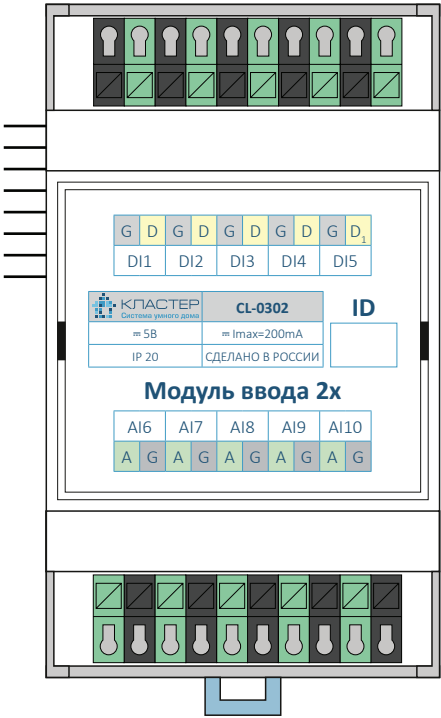 G D G D G D G D G D1
DI1 DI2 DI3 DI4 DI5
КЛАСТЕР
Система умного дома
CL-0302
ID
⎓ 5В
⎓ Imax=200mA
IP 20
СДЕЛАНО В РОССИИ
Модуль ввода 2x
AI6 AI7 AI8 AI9 AI10
A G A G A G A G A G